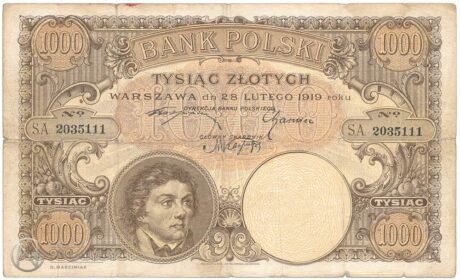 1000 BANK POLSKI 1000
TYSIĄC ZŁOTYCH
WARSZAWA dn 28 LUTEGO 1919 roku
DYREKCJA BANKU POLSKIEGO
No No
SA 2035111 SA 2035111
GŁÓWNY SKARBNIK
TYSIĄC TYSIĄC
1000 1000